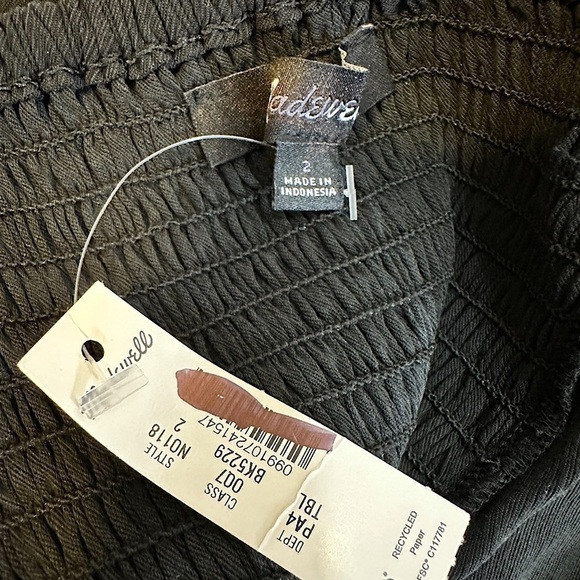 adewe
2
MADE IN
INDONESIA
well
STYLE
N0118
2
CLASS
007
BK5229
099107241547
DEPT
PA4
TBL
RECYCLED
Paper
FSC® C117781